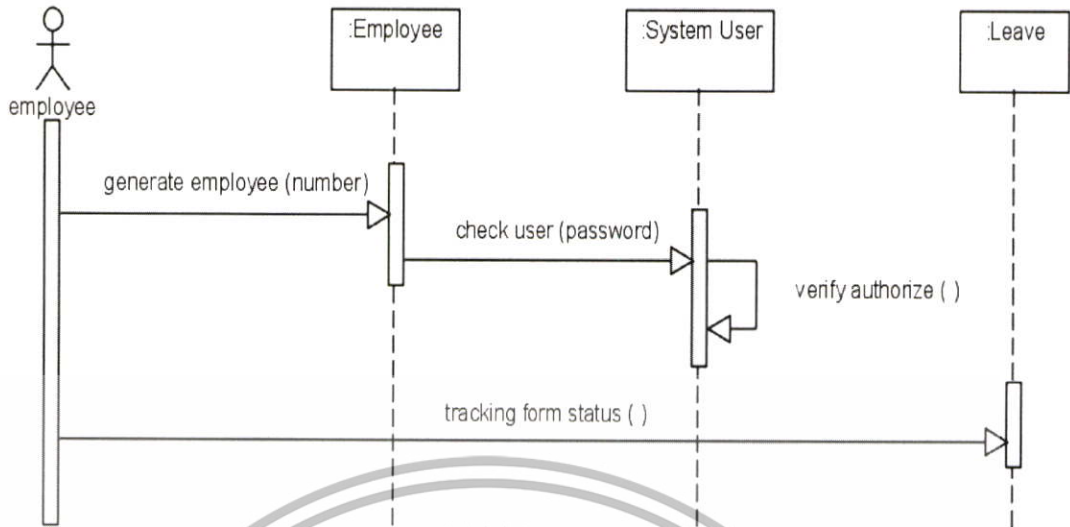 :Employee
:System User
:Leave
employee
generate employee (number)
check user (password)
verify authorize ( )
tracking form status ( )